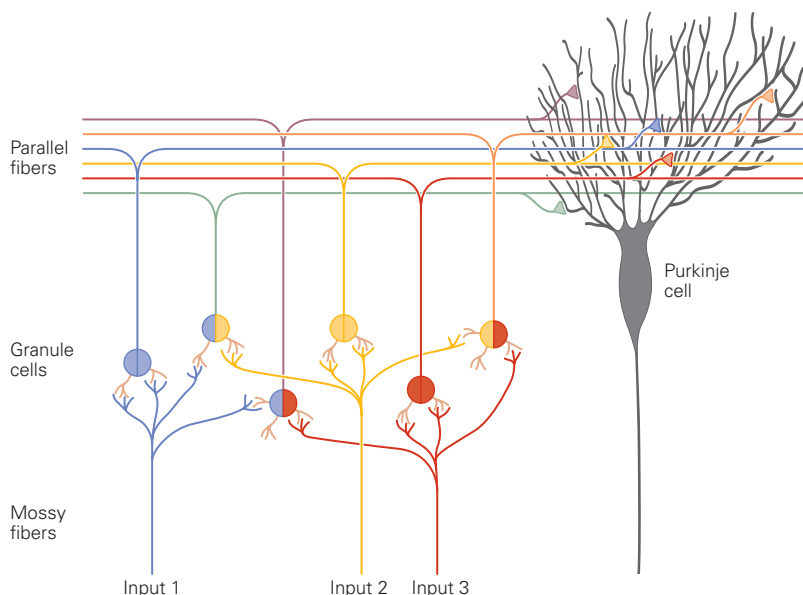 Parallel
fibers
Purkinje
cell
Granule
cells
Mossy
fibers
Input 1
Input 2
Input 3